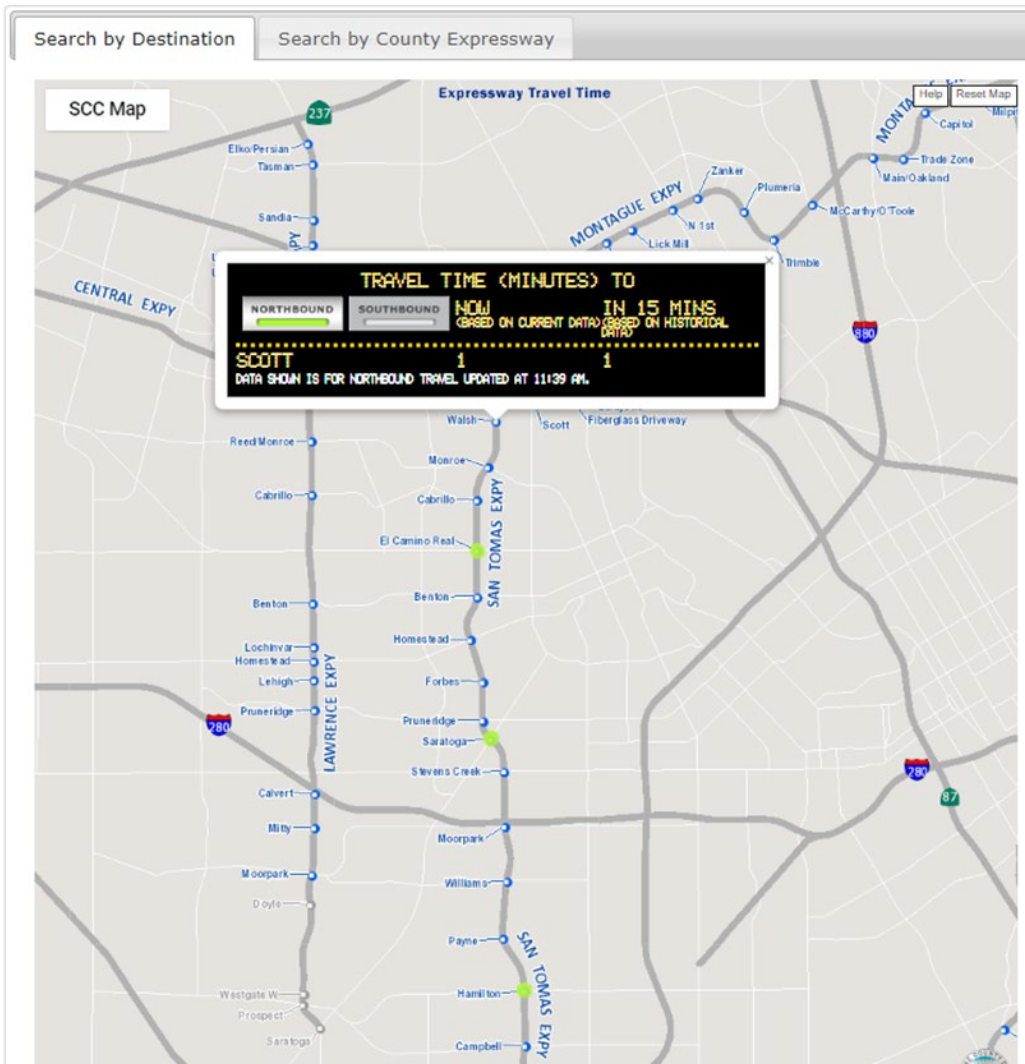 Search by Destination
Search by County Expressway
SCC Map
Expressway Travel Time
Help
Reset Map
237
Elko/Persian
Tasman
Sandia
CENTRAL EXPY
MONTAGUE EXPY
Zanker
Plumeria
N 1st
Lick Mill
Trimble
McCarthy/O'Toole
Main/Oakland
Trade Zone
Capitol
880
TRAVEL TIME (MINUTES) TO
NORTHBOUND
SOUTHBOUND
NOW
(BASED ON CURRENT DATA)
IN 15 MINS
(BASED ON HISTORICAL
DATA)
SCOTT 1 1
DATA SHOWN IS FOR NORTHBOUND TRAVEL UPDATED AT 11:39 AM.
Walsh
Scott
Fiberglass Driveway
Reed/Monroe
Monroe
Cabrillo
Cabrillo
El Camino Real
SAN TOMAS EXPY
Benton
Benton
Homestead
Lochinvar
Homestead
Lehigh
Forbes
LAWRENCE EXPY
Pruneridge
Pruneridge
280
Saratoga
Stevens Creek
280
87
Calvert
Mitty
Moorpark
Moorpark
Williams
Doyle
Payne
SAN TOMAS EXPY
Westgate W.
Prospect
Saratoga
Hamilton
Campbell